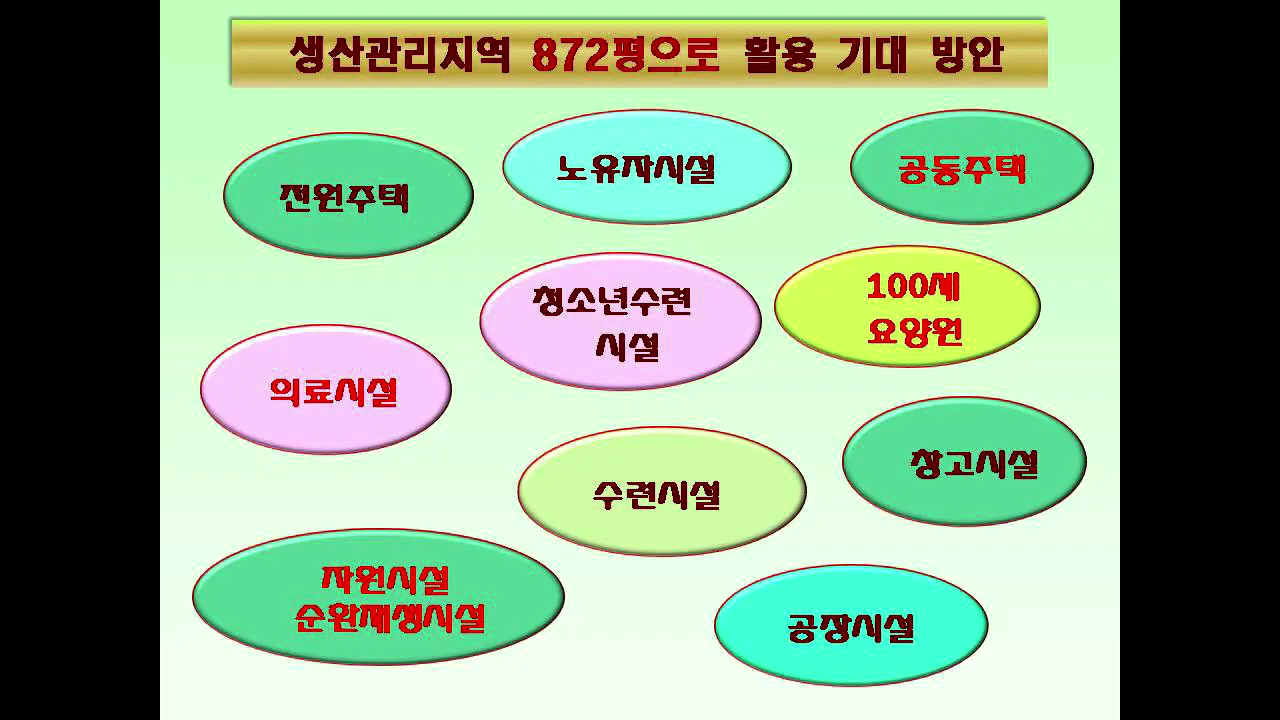 생산관리지역 872평으로 활용 기대 방안
전원주택
노유자시설
공동주택
청소년수련
시설
100세
요양원
의료시설
창고시설
수련시설
자원시설
순환재생시설
공장시설